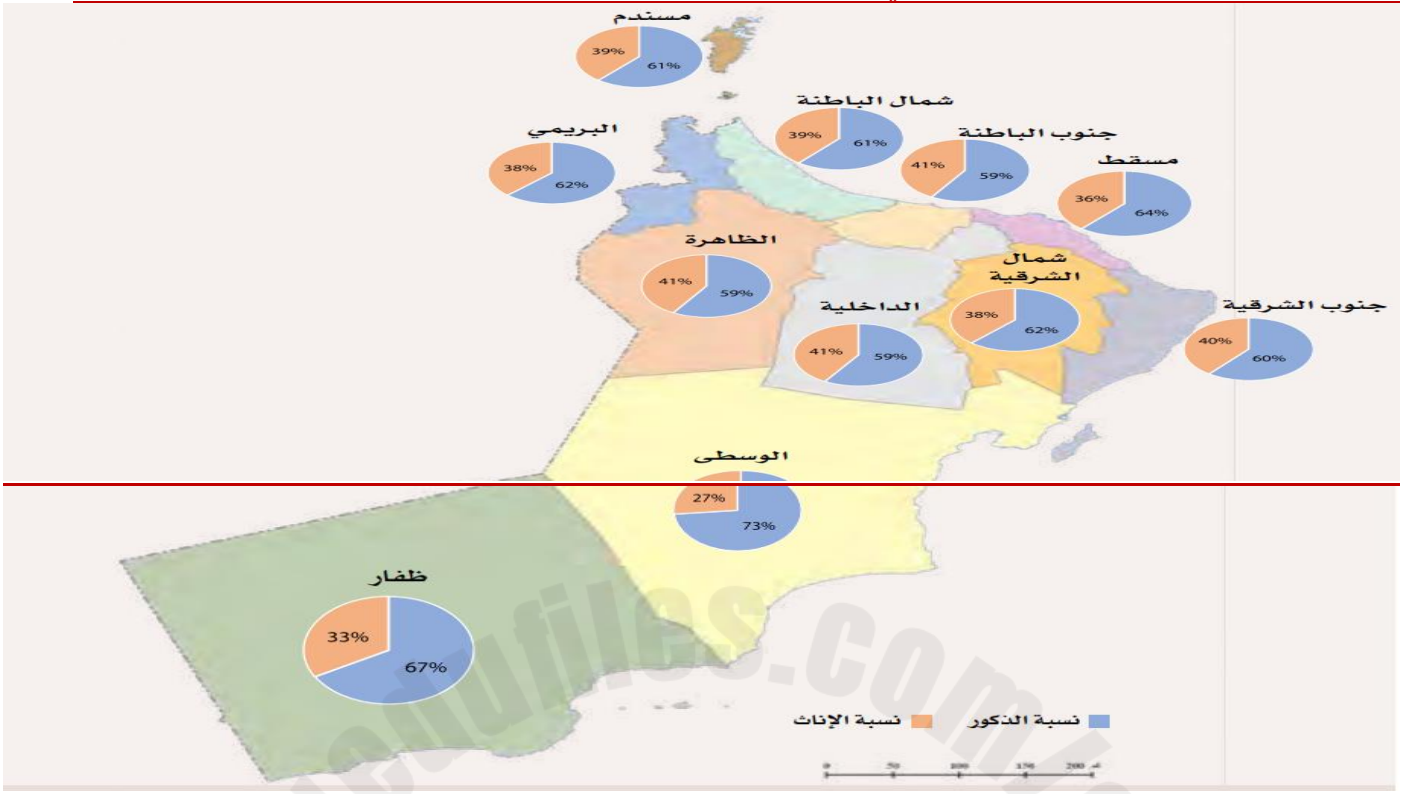 مسندم
39%
61%
شمال الباطنة
39%
61%
جنوب الباطنة
41%
59%
البريمي
38%
62%
مسقط
36%
64%
الظاهرة
41%
59%
شمال
الشرقية
38%
62%
الداخلية
41%
59%
جنوب الشرقية
40%
60%
الوسطى
27%
73%
ظفار
33%
67%
نسبة الذكور
نسبة الإناث
0 50 100 150 200
edufiles.com/